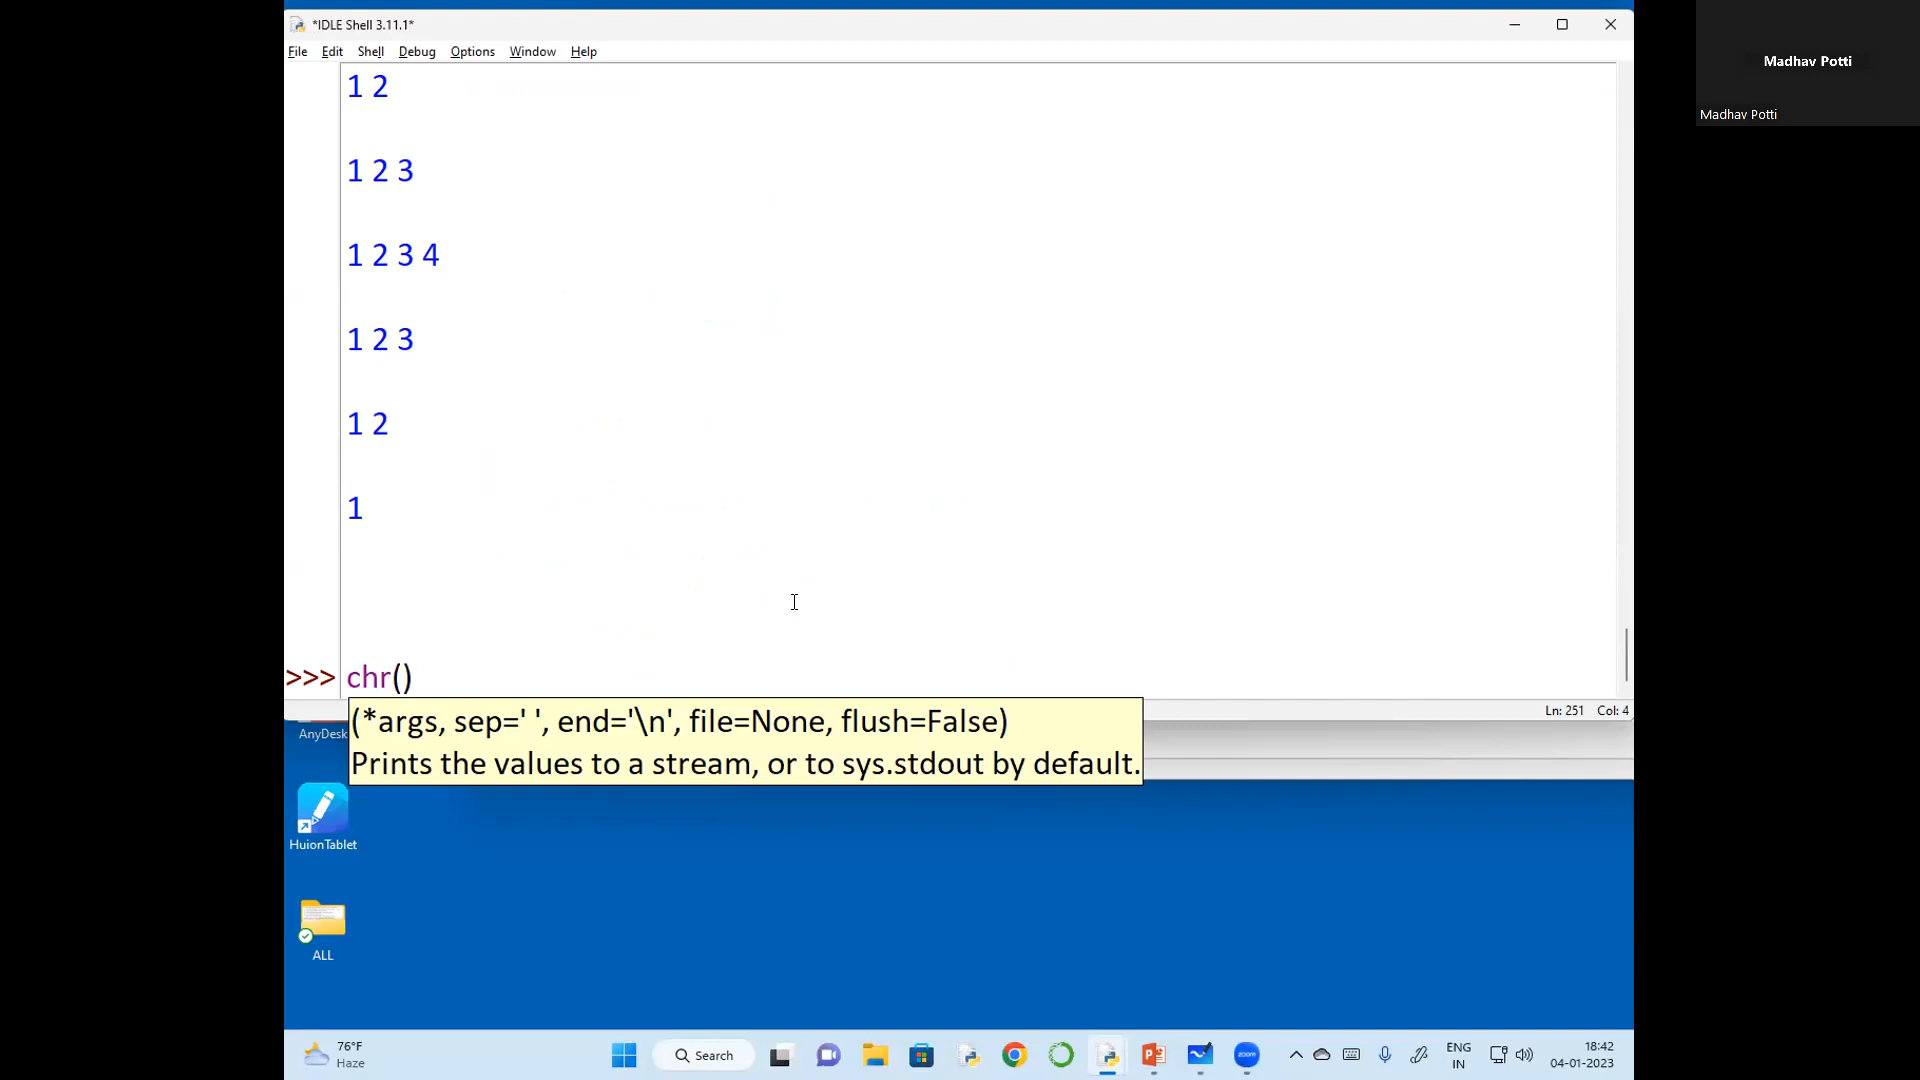 *IDLE Shell 3.11.1*
File Edit Shell Debug Options Window Help
Madhav Potti
Madhav Potti
1 2
1 2 3
1 2 3 4
1 2 3
1 2
1
>>> chr()
(*args, sep=' ', end='\n', file=None, flush=False)
Prints the values to a stream, or to sys.stdout by default.
Ln: 251 Col: 4
AnyDesk
HuionTablet
ALL
76°F
Haze
Search
zoom
ENG
IN
18:42
04-01-2023